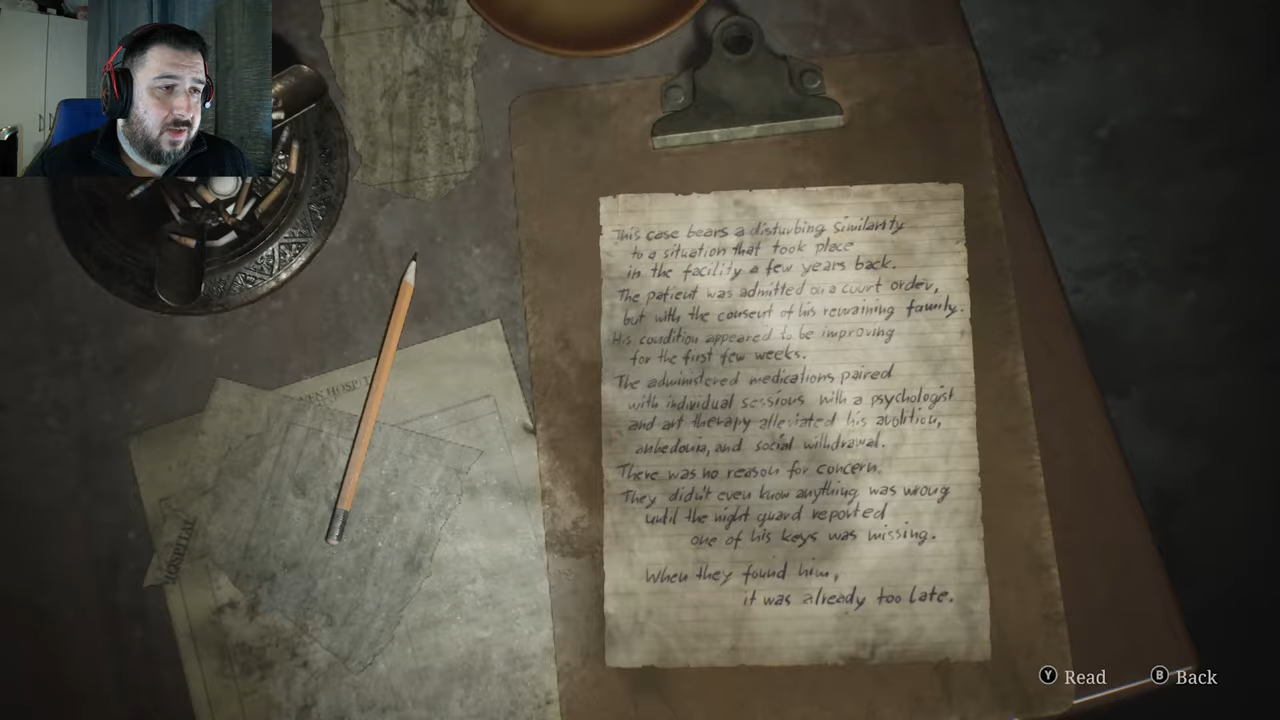 This case bears a disturbing similarity
to a situation that took place
in the facility a few years back.
The patient was admitted on a court order,
but with the consent of his remaining family.
His condition appeared to be improving
for the first few weeks.
The administered medications paired
with individual sessions with a psychologist
and art therapy alleviated his avolition,
anhedonia, and social withdrawal.
There was no reason for concern.
They didn't even know anything was wrong
until the night guard reported
one of his keys was missing.
When they found him,
it was already too late.
HOSPITAL
Y Read
B Back